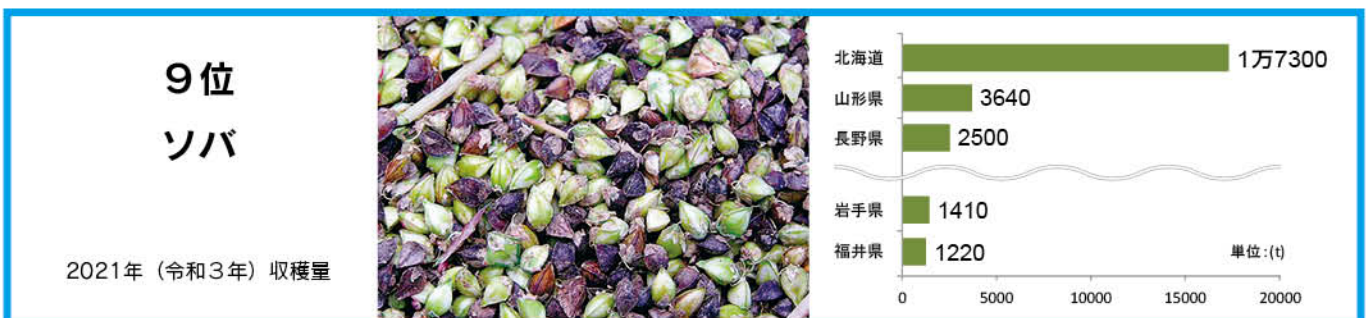 9位
ソバ
2021年（令和3年）収穫量
北海道 1万7300
山形県 3640
長野県 2500
岩手県 1410
福井県 1220
単位:(t)
0 5000 10000 15000 20000